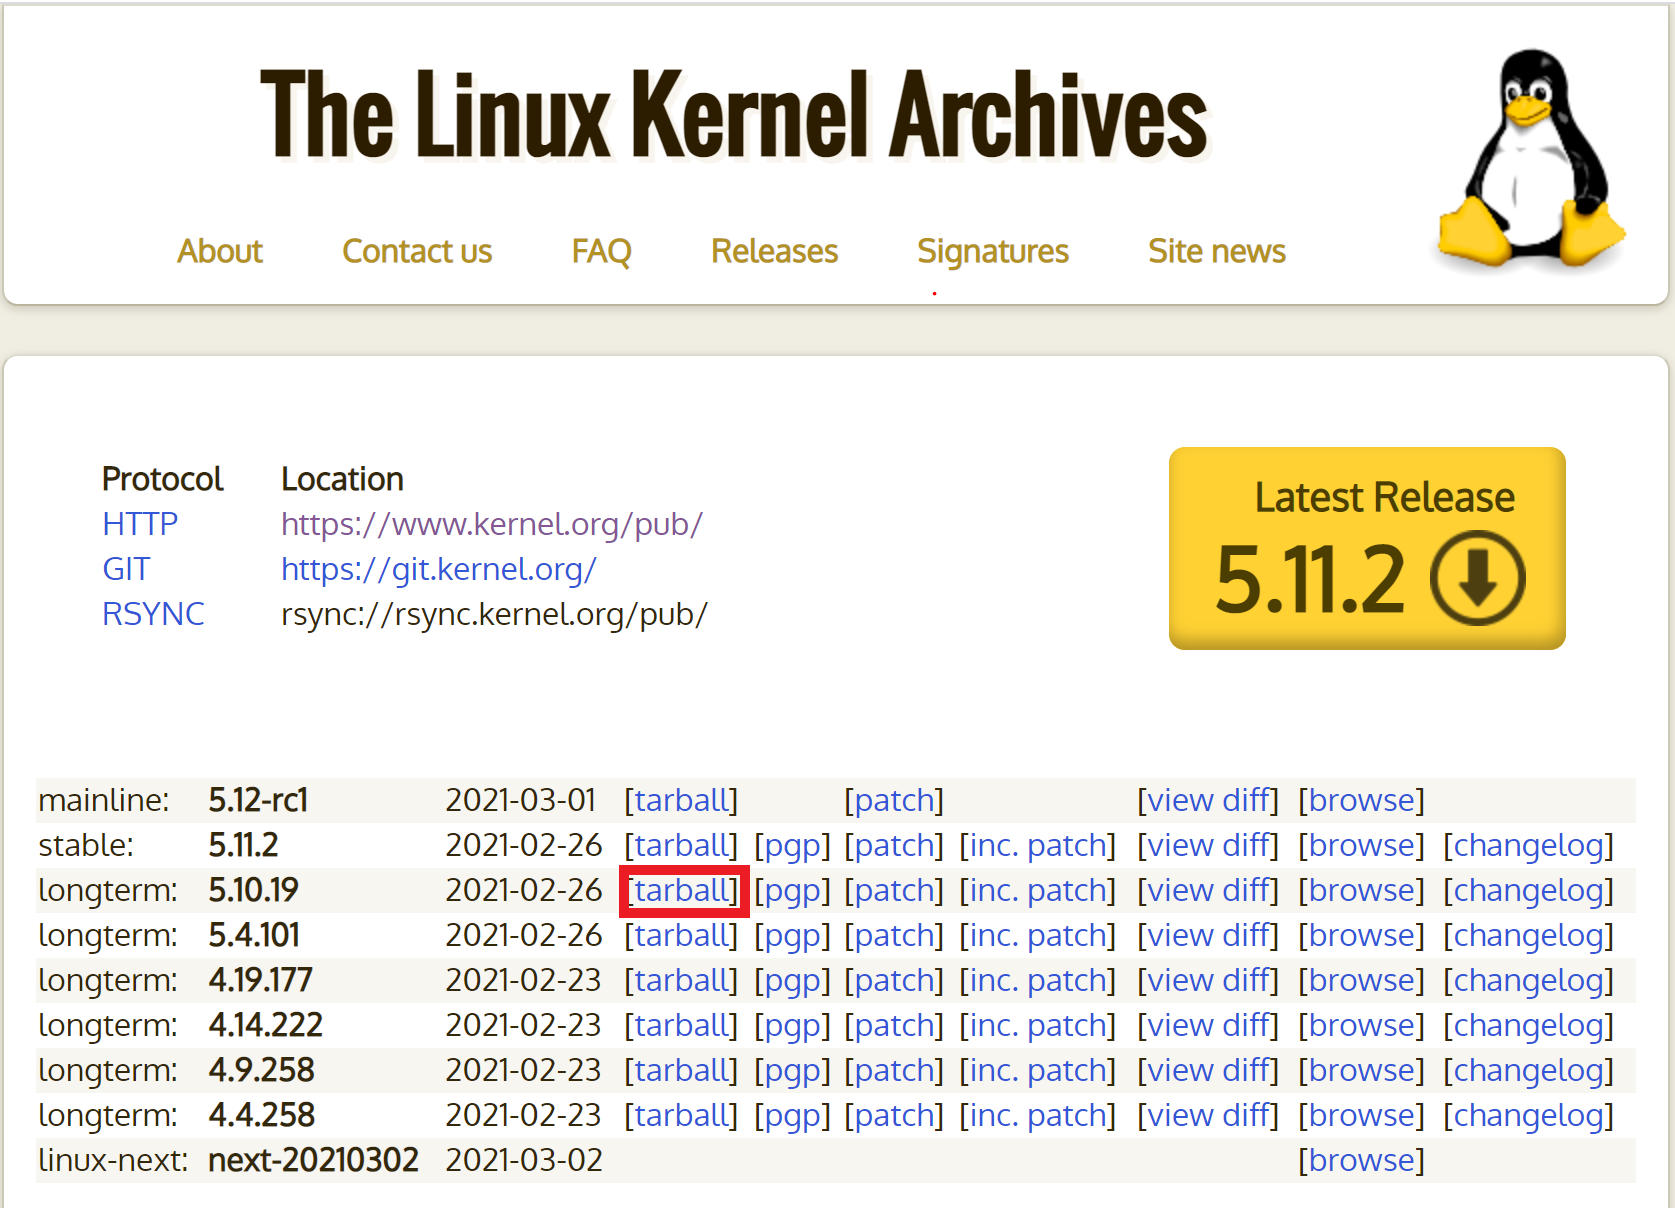 The Linux Kernel Archives
About Contact us FAQ Releases Signatures Site news
Protocol Location
HTTP https://www.kernel.org/pub/
GIT https://git.kernel.org/
RSYNC rsync://rsync.kernel.org/pub/
Latest Release
5.11.2
mainline: 5.12-rc1 2021-03-01 [tarball] [patch] [view diff] [browse]
stable: 5.11.2 2021-02-26 [tarball] [pgp] [patch] [inc. patch] [view diff] [browse] [changelog]
longterm: 5.10.19 2021-02-26 [tarball] [pgp] [patch] [inc. patch] [view diff] [browse] [changelog]
longterm: 5.4.101 2021-02-26 [tarball] [pgp] [patch] [inc. patch] [view diff] [browse] [changelog]
longterm: 4.19.177 2021-02-23 [tarball] [pgp] [patch] [inc. patch] [view diff] [browse] [changelog]
longterm: 4.14.222 2021-02-23 [tarball] [pgp] [patch] [inc. patch] [view diff] [browse] [changelog]
longterm: 4.9.258 2021-02-23 [tarball] [pgp] [patch] [inc. patch] [view diff] [browse] [changelog]
longterm: 4.4.258 2021-02-23 [tarball] [pgp] [patch] [inc. patch] [view diff] [browse] [changelog]
linux-next: next-20210302 2021-03-02 [browse]